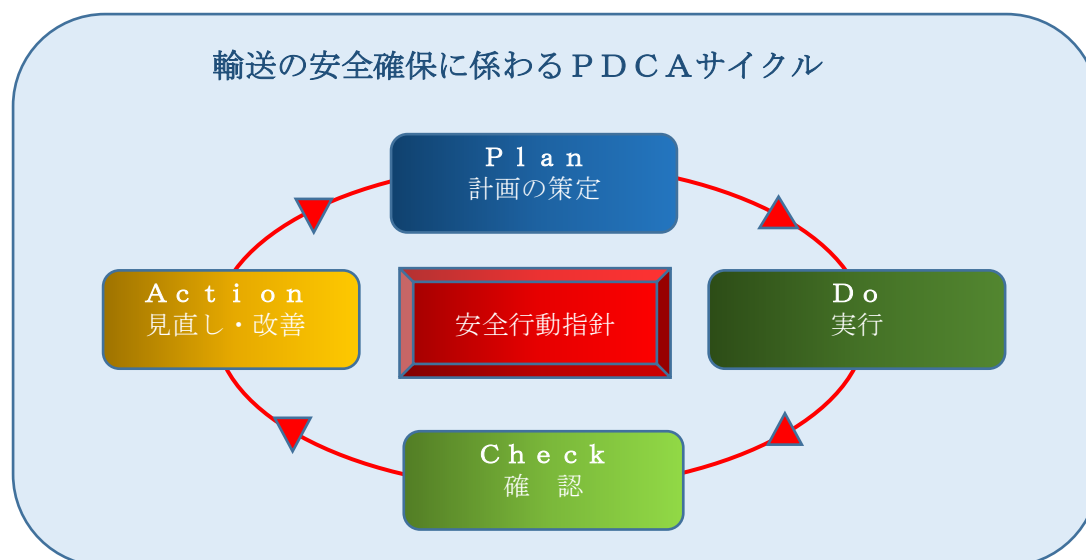 輸送の安全確保に係わるＰＤＣＡサイクル
Ｐｌａｎ
計画の策定
Ａｃｔｉｏｎ
見直し・改善
安全行動指針
Ｄｏ
実行
Ｃｈｅｃｋ
確　認